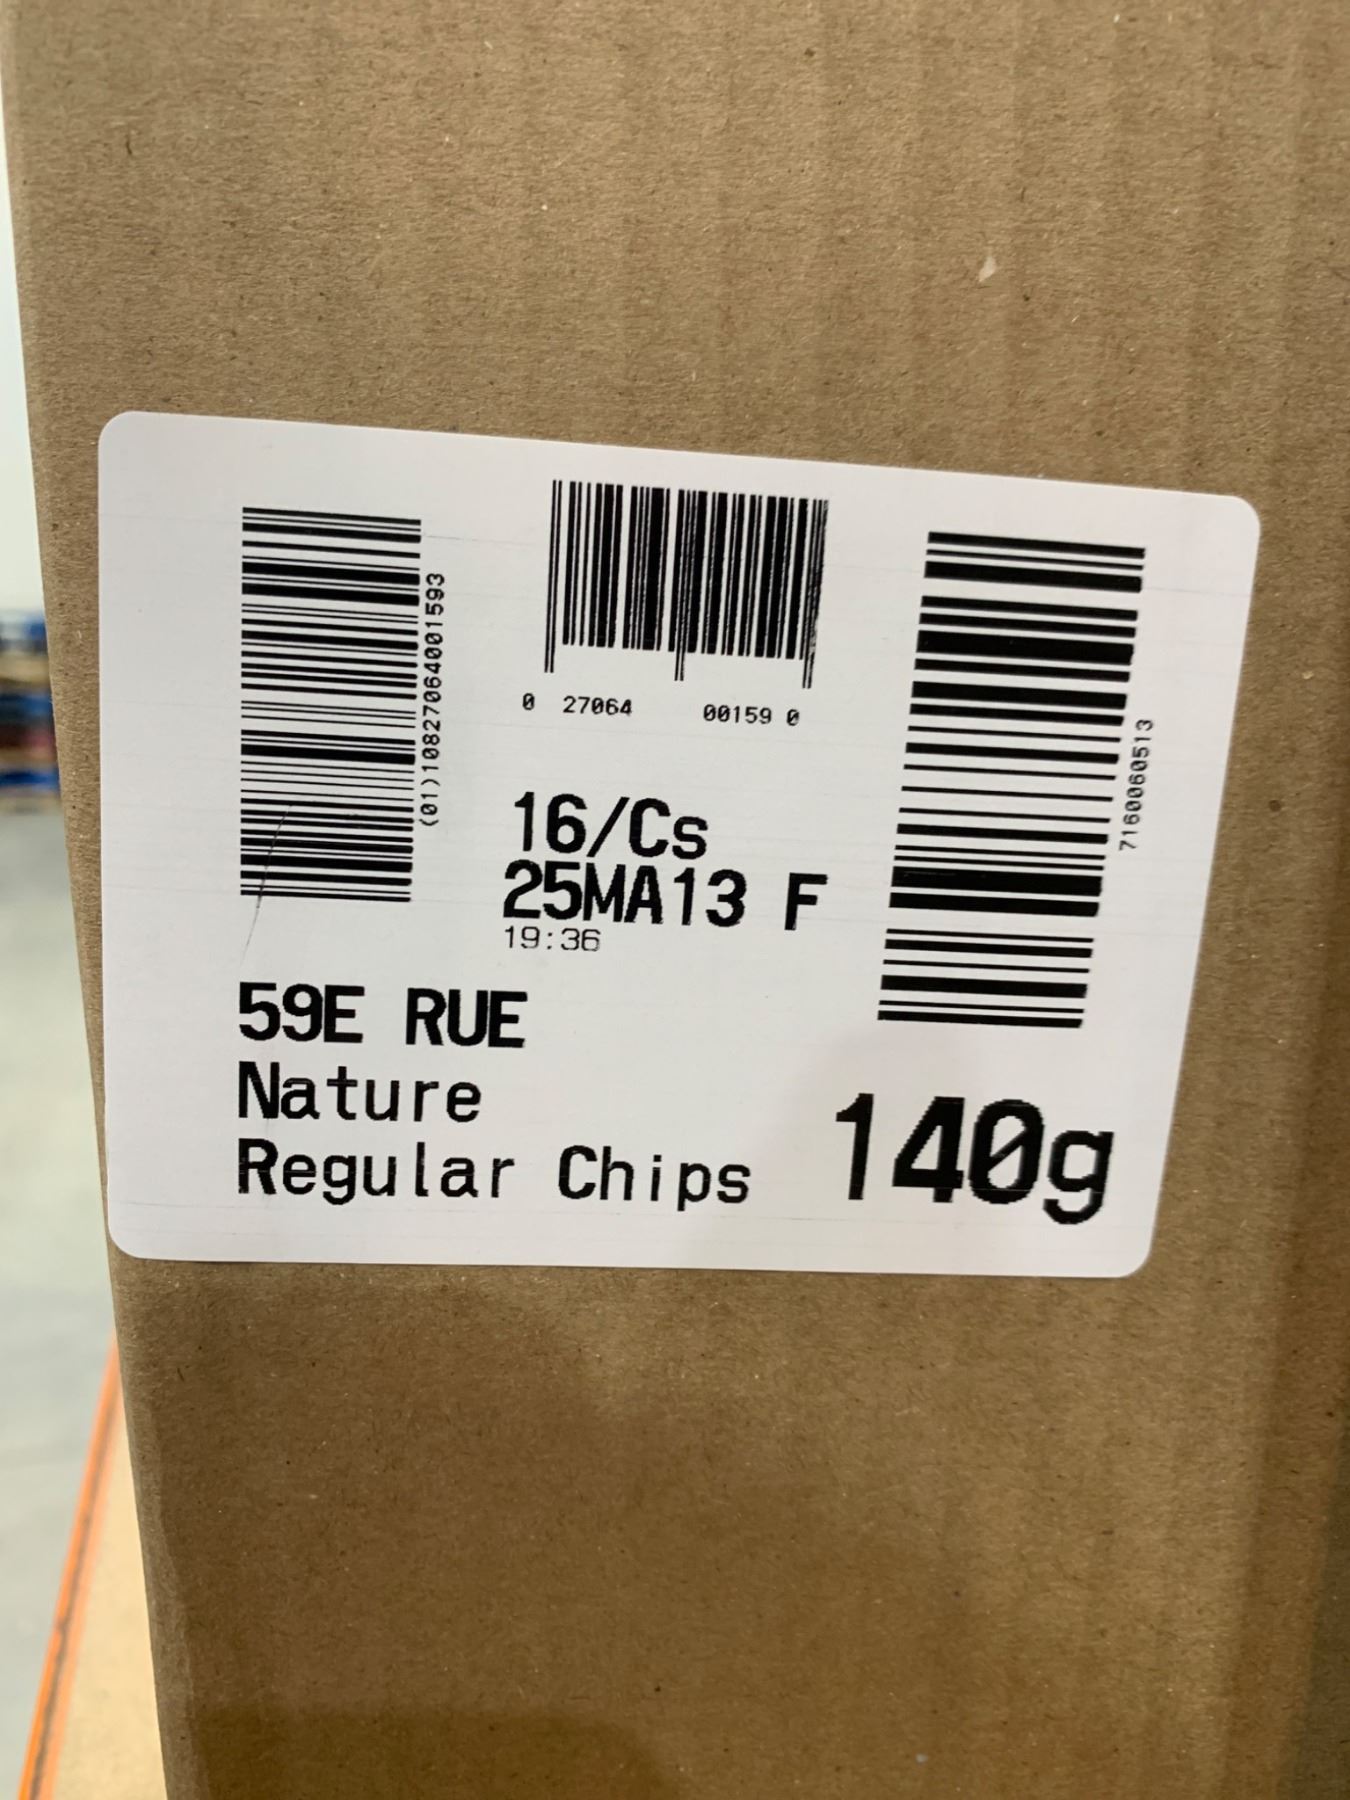 (01)10827064001593
0 27064 00159 0
7160060513
16/Cs
25MA13 F
19:36
59E RUE
Nature
Regular Chips
140g